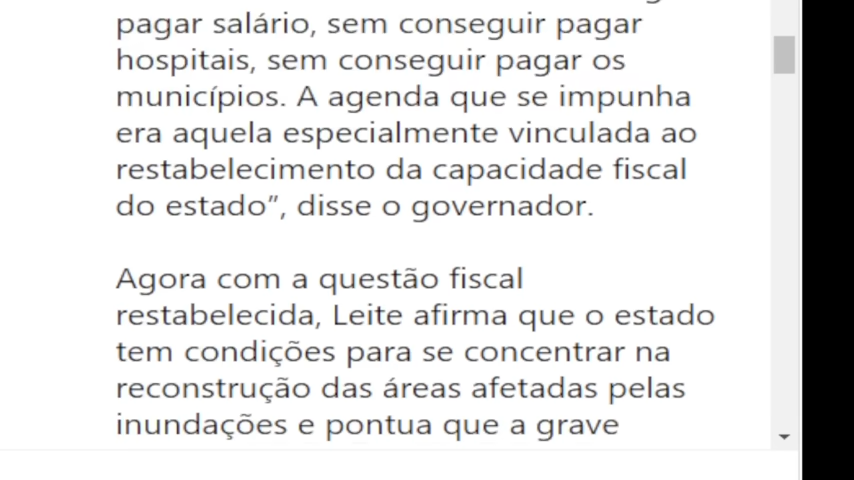 pagar salário, sem conseguir pagar
hospitais, sem conseguir pagar os
municípios. A agenda que se impunha
era aquela especialmente vinculada ao
restabelecimento da capacidade fiscal
do estado”, disse o governador.
Agora com a questão fiscal
restabelecida, Leite afirma que o estado
tem condições para se concentrar na
reconstrução das áreas afetadas pelas
inundações e pontua que a grave